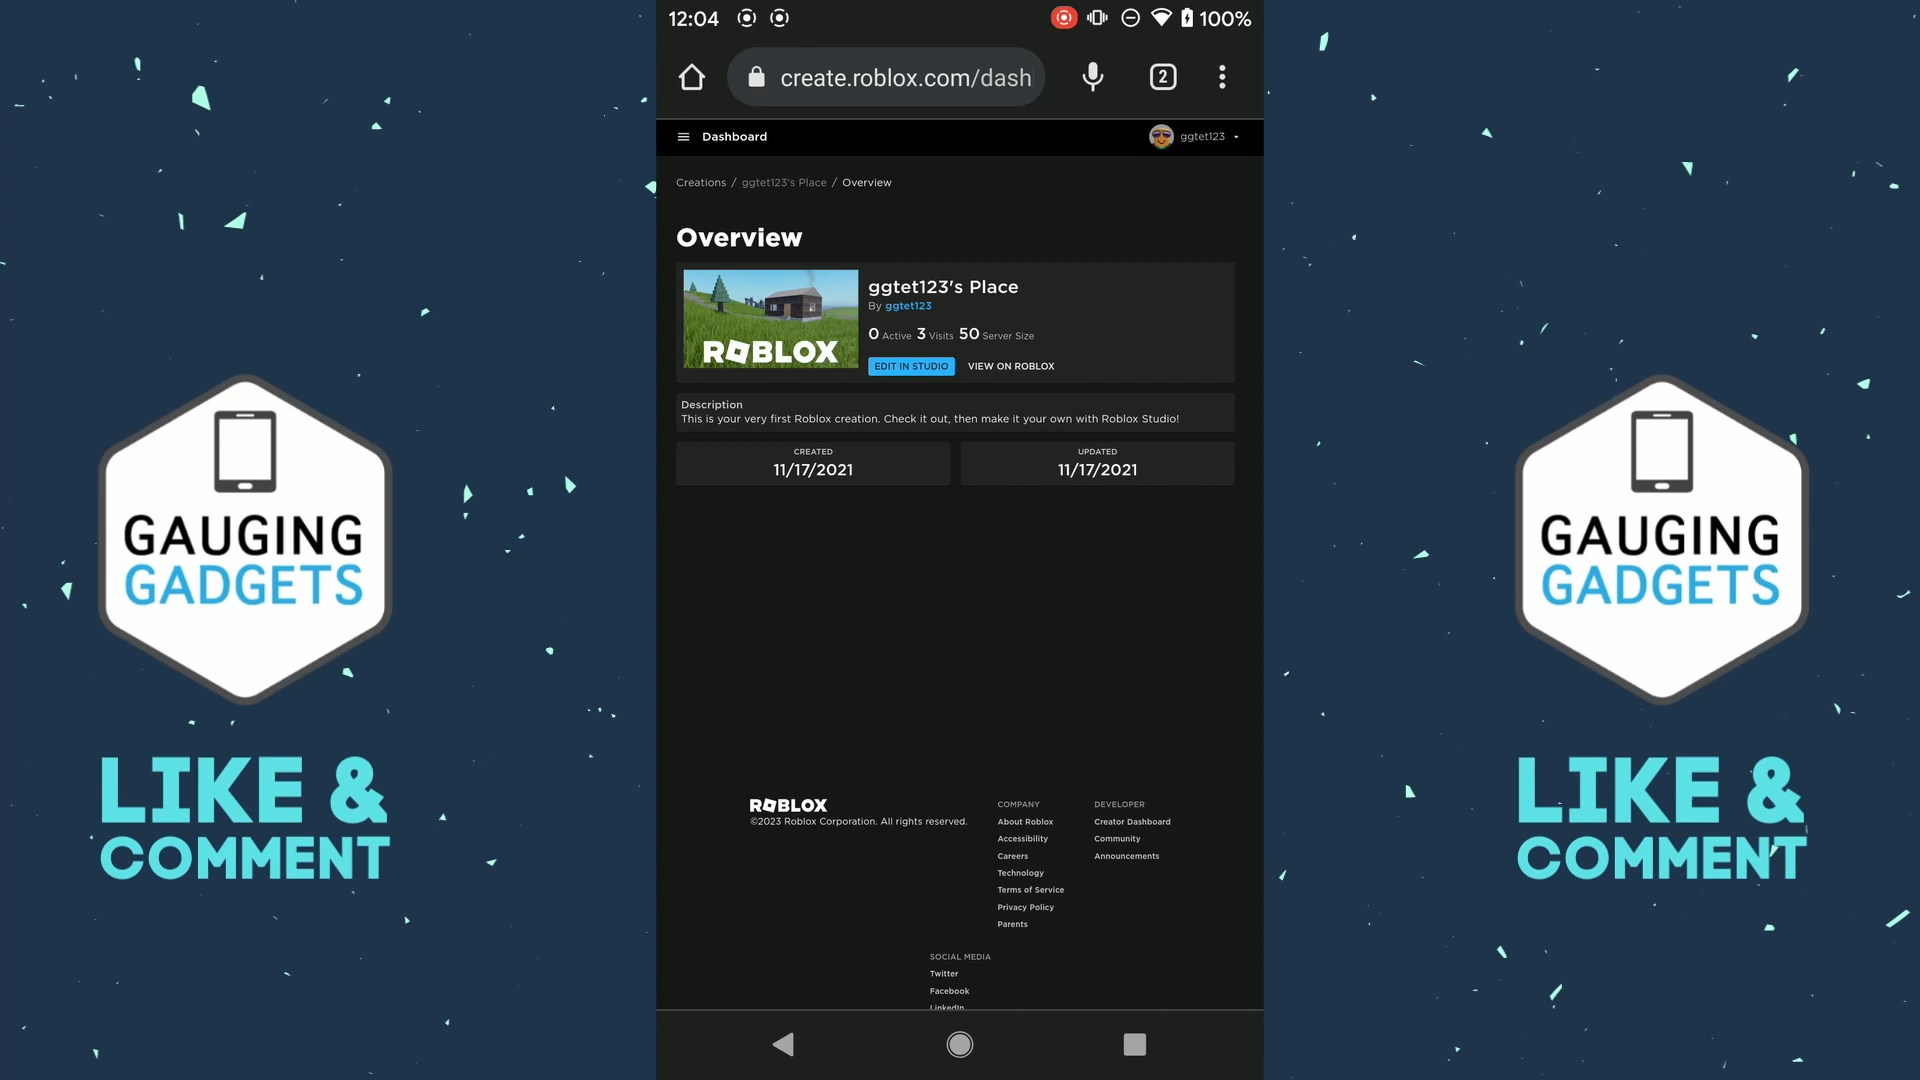 12:04
100%
create.roblox.com/dash
2
Dashboard
ggtet123
Creations / ggtet123's Place / Overview
Overview
ROBLOX
ggtet123's Place
By ggtet123
0 Active 3 Visits 50 Server Size
EDIT IN STUDIO
VIEW ON ROBLOX
Description
This is your very first Roblox creation. Check it out, then make it your own with Roblox Studio!
CREATED
11/17/2021
UPDATED
11/17/2021
GAUGING
GADGETS
LIKE &
COMMENT
GAUGING
GADGETS
LIKE &
COMMENT
ROBLOX
©2023 Roblox Corporation. All rights reserved.
COMPANY
About Roblox
Accessibility
Careers
Technology
Terms of Service
Privacy Policy
Parents
DEVELOPER
Creator Dashboard
Community
Announcements
SOCIAL MEDIA
Twitter
Facebook
LinkedIn